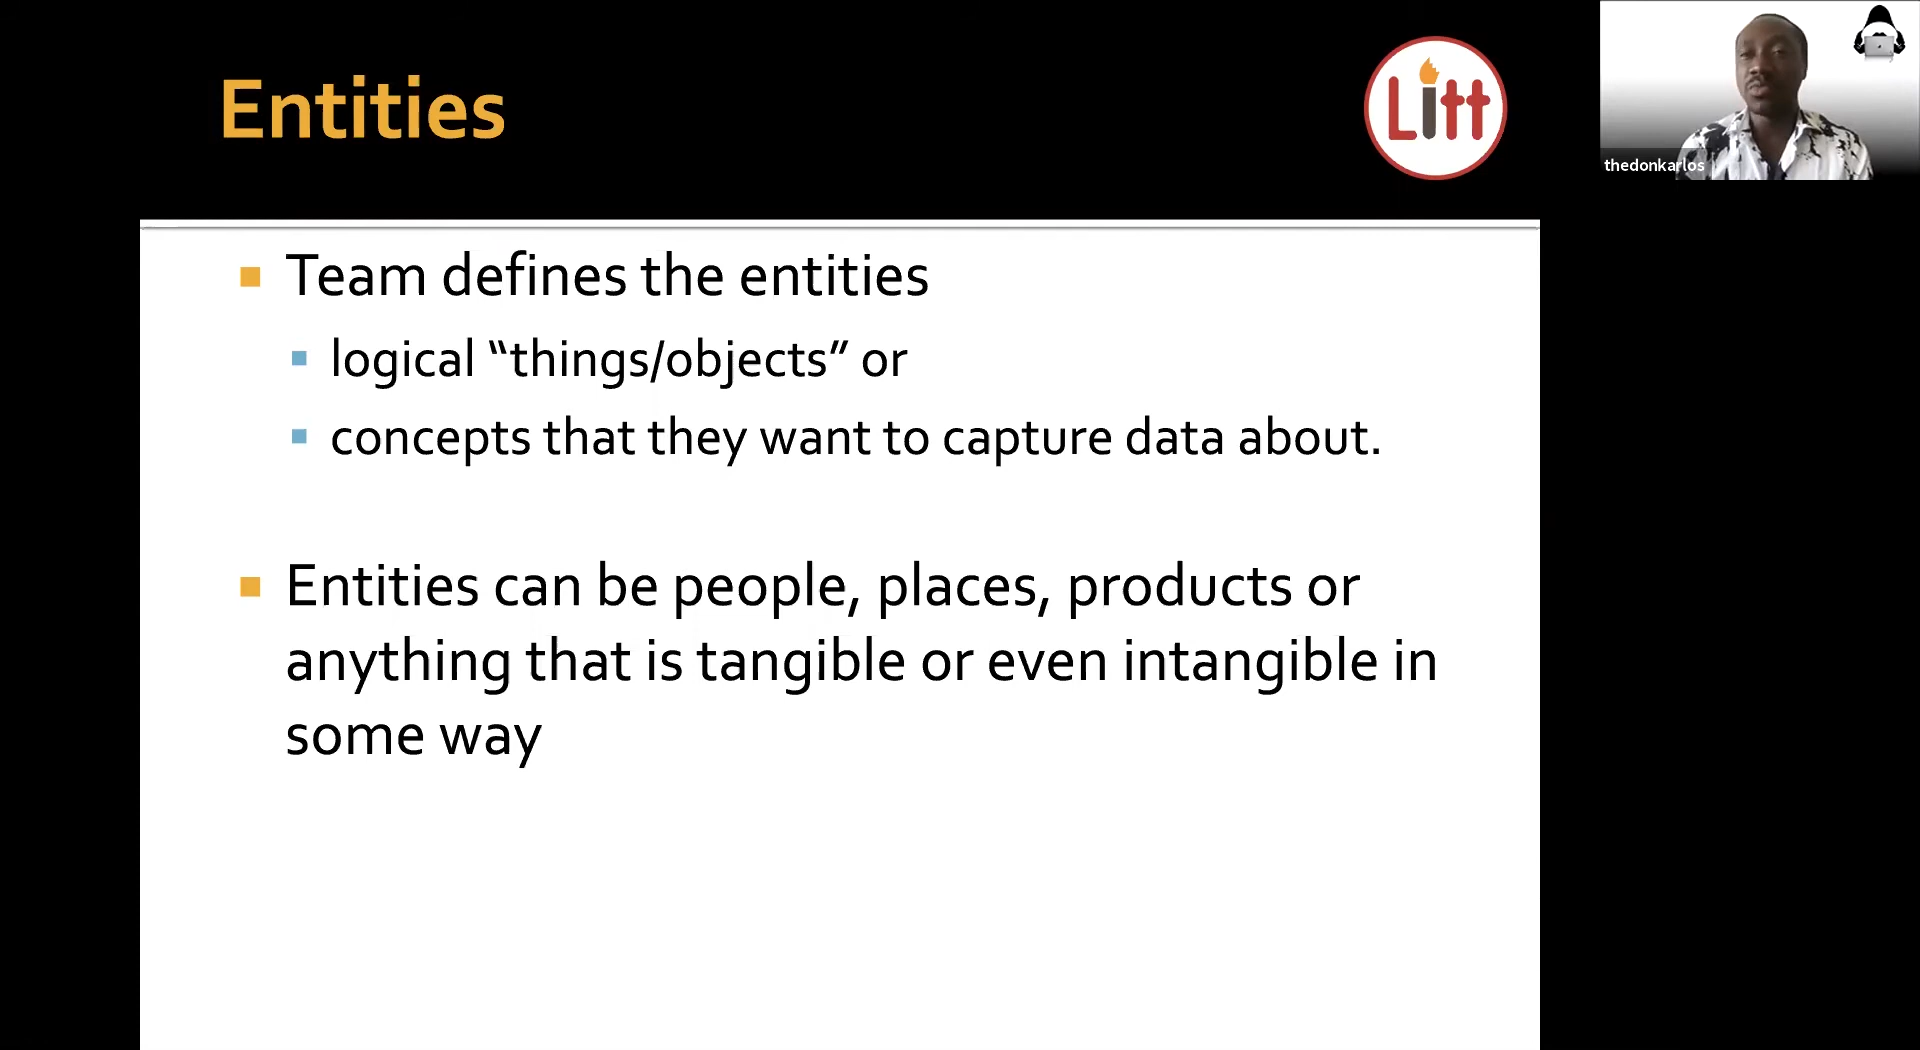 Entities
Litt
thedonkarlos
Team defines the entities
logical “things/objects” or
concepts that they want to capture data about.
Entities can be people, places, products or
anything that is tangible or even intangible in
some way